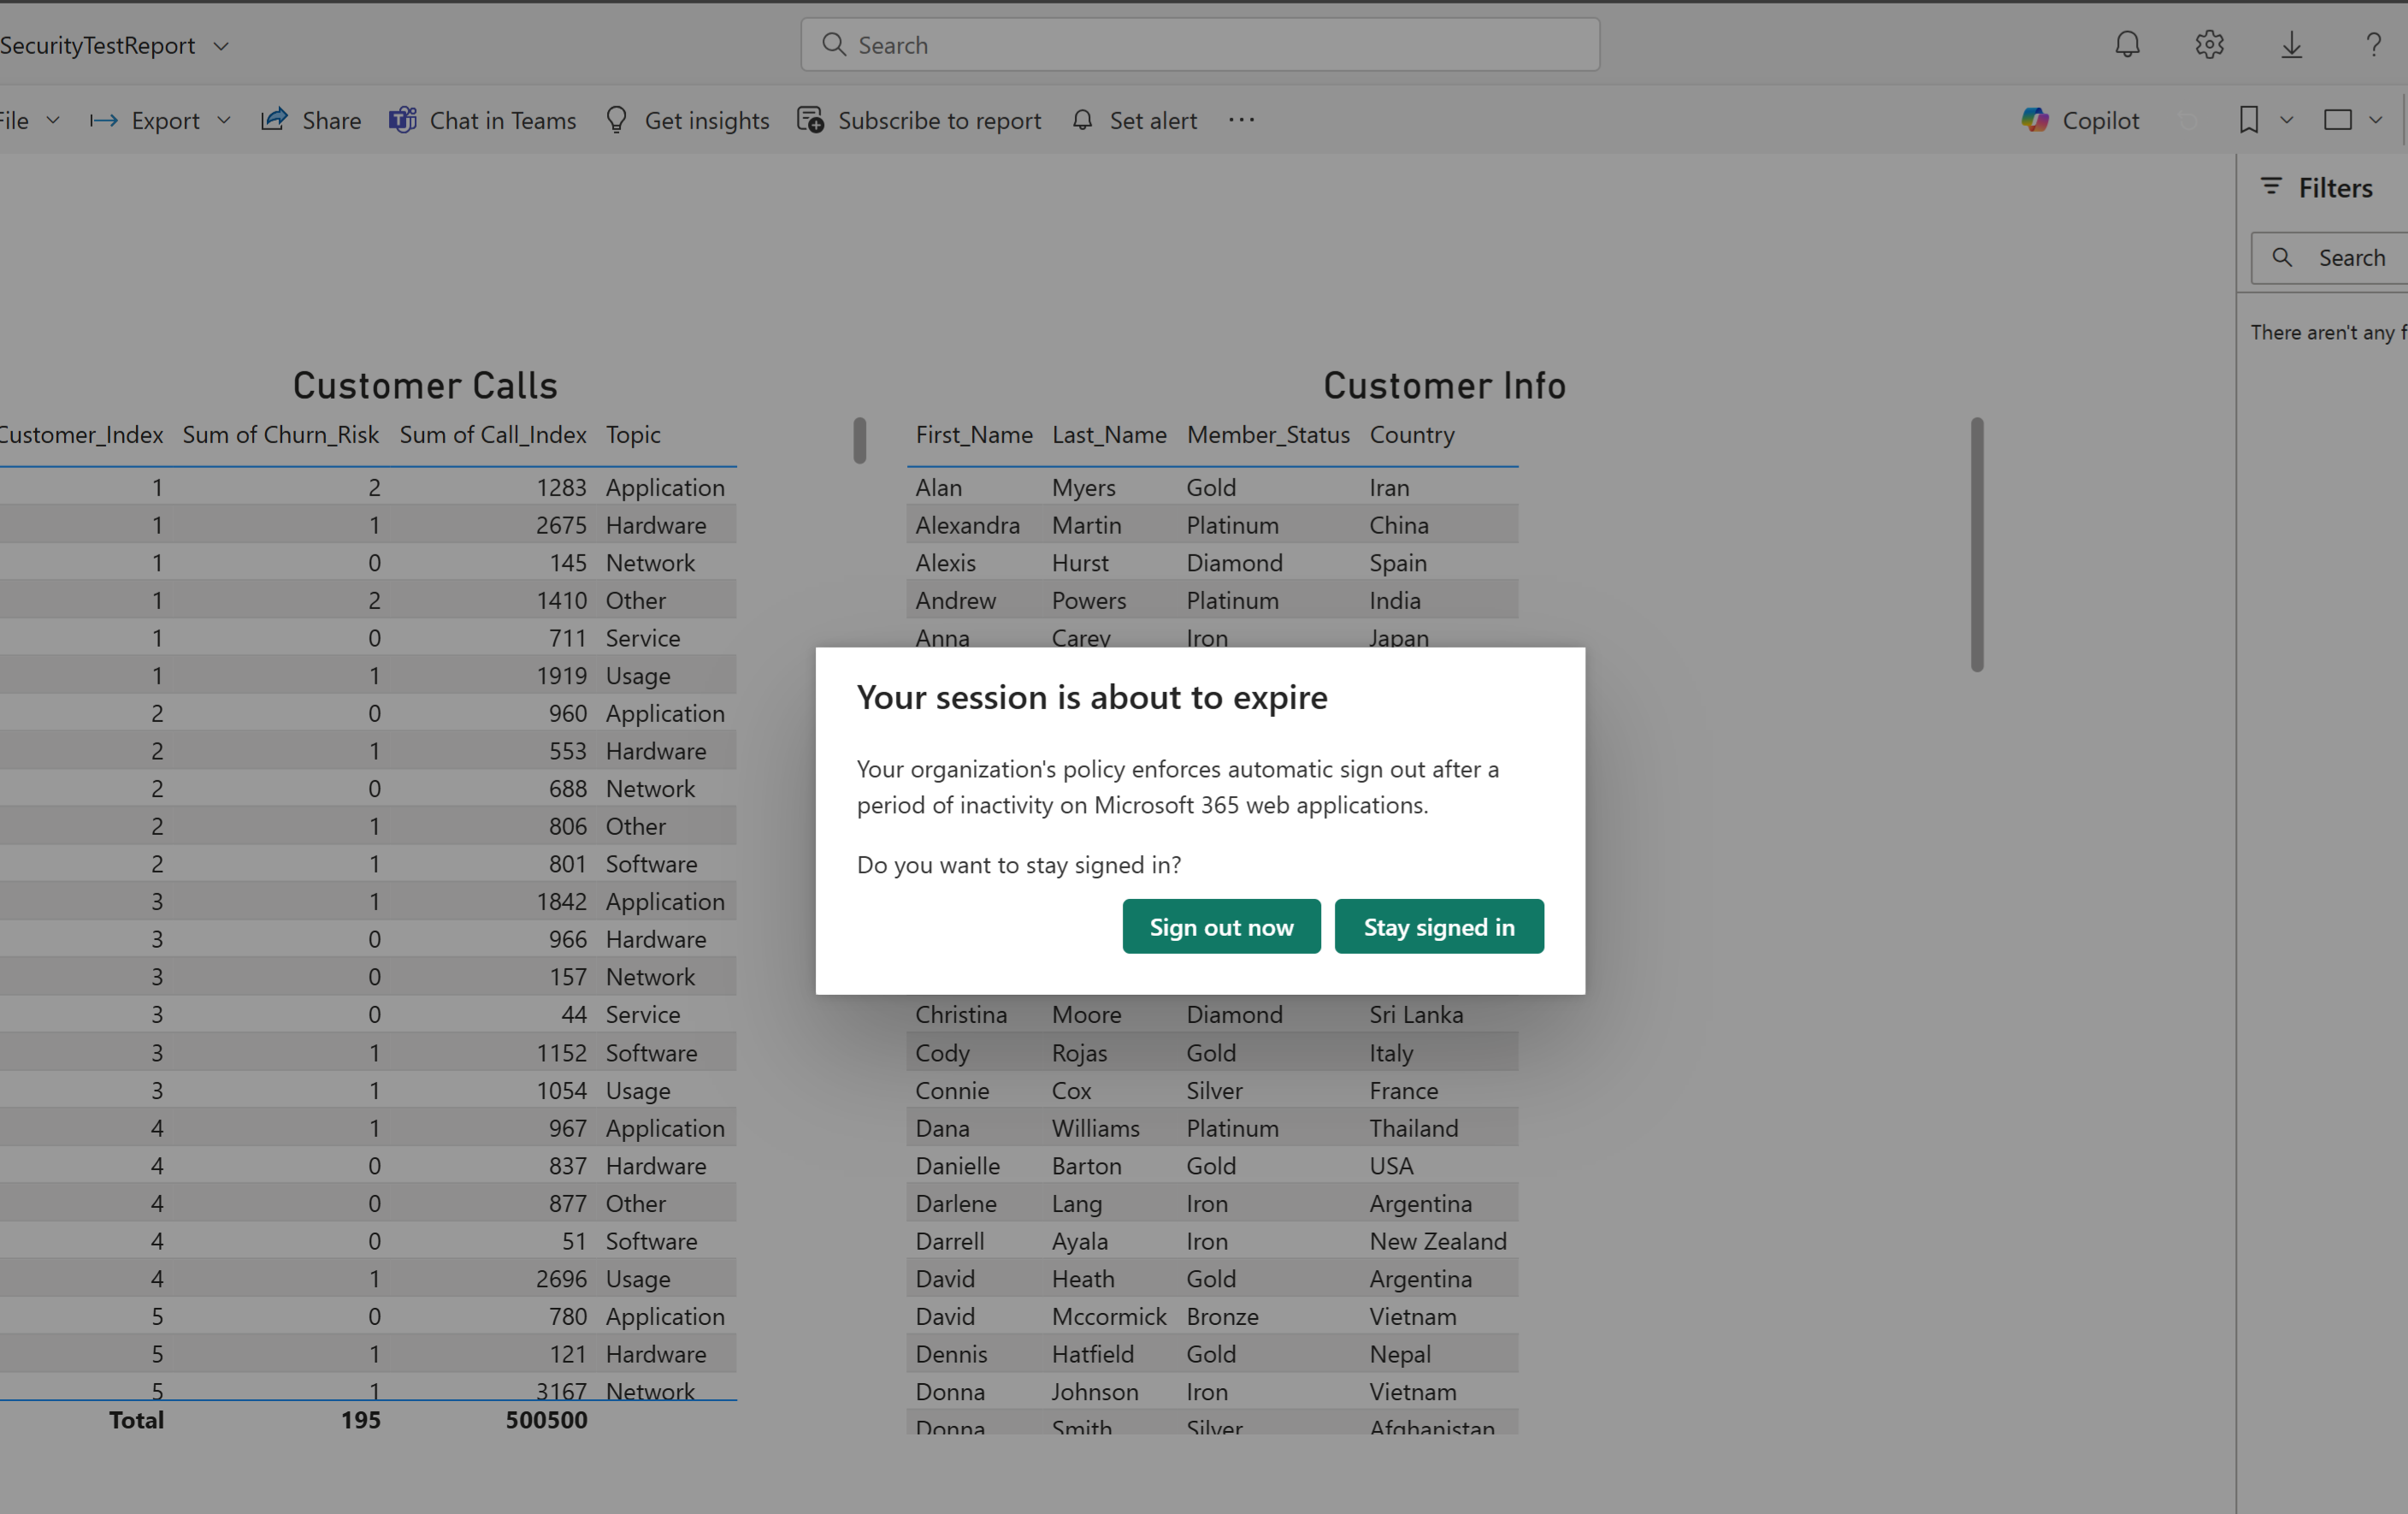 SecurityTestReport
Search
File Export Share Chat in Teams Get insights Subscribe to report Set alert ... Copilot
Filters
Search
There aren't any
Customer Calls
Customer_Index Sum of Churn_Risk Sum of Call_Index Topic
1 2 1283 Application
1 1 2675 Hardware
1 0 145 Network
1 2 1410 Other
1 0 711 Service
1 1 1919 Usage
2 0 960 Application
2 1 553 Hardware
2 0 688 Network
2 1 806 Other
2 1 801 Software
3 1 1842 Application
3 0 966 Hardware
3 0 157 Network
3 0 44 Service
3 1 1152 Software
3 1 1054 Usage
4 1 967 Application
4 0 837 Hardware
4 0 877 Other
4 0 51 Software
4 1 2696 Usage
5 0 780 Application
5 1 121 Hardware
5 1 3167 Network
Total 195 500500
Customer Info
First_Name Last_Name Member_Status Country
Alan Myers Gold Iran
Alexandra Martin Platinum China
Alexis Hurst Diamond Spain
Andrew Powers Platinum India
Anna Carey Iron Japan
Your session is about to expire
Your organization's policy enforces automatic sign out after a
period of inactivity on Microsoft 365 web applications.
Do you want to stay signed in?
Sign out now Stay signed in
Christina Moore Diamond Sri Lanka
Cody Rojas Gold Italy
Connie Cox Silver France
Dana Williams Platinum Thailand
Danielle Barton Gold USA
Darlene Lang Iron Argentina
Darrell Ayala Iron New Zealand
David Heath Gold Argentina
David Mccormick Bronze Vietnam
Dennis Hatfield Gold Nepal
Donna Johnson Iron Vietnam
Donna Smith Silver Afghanistan